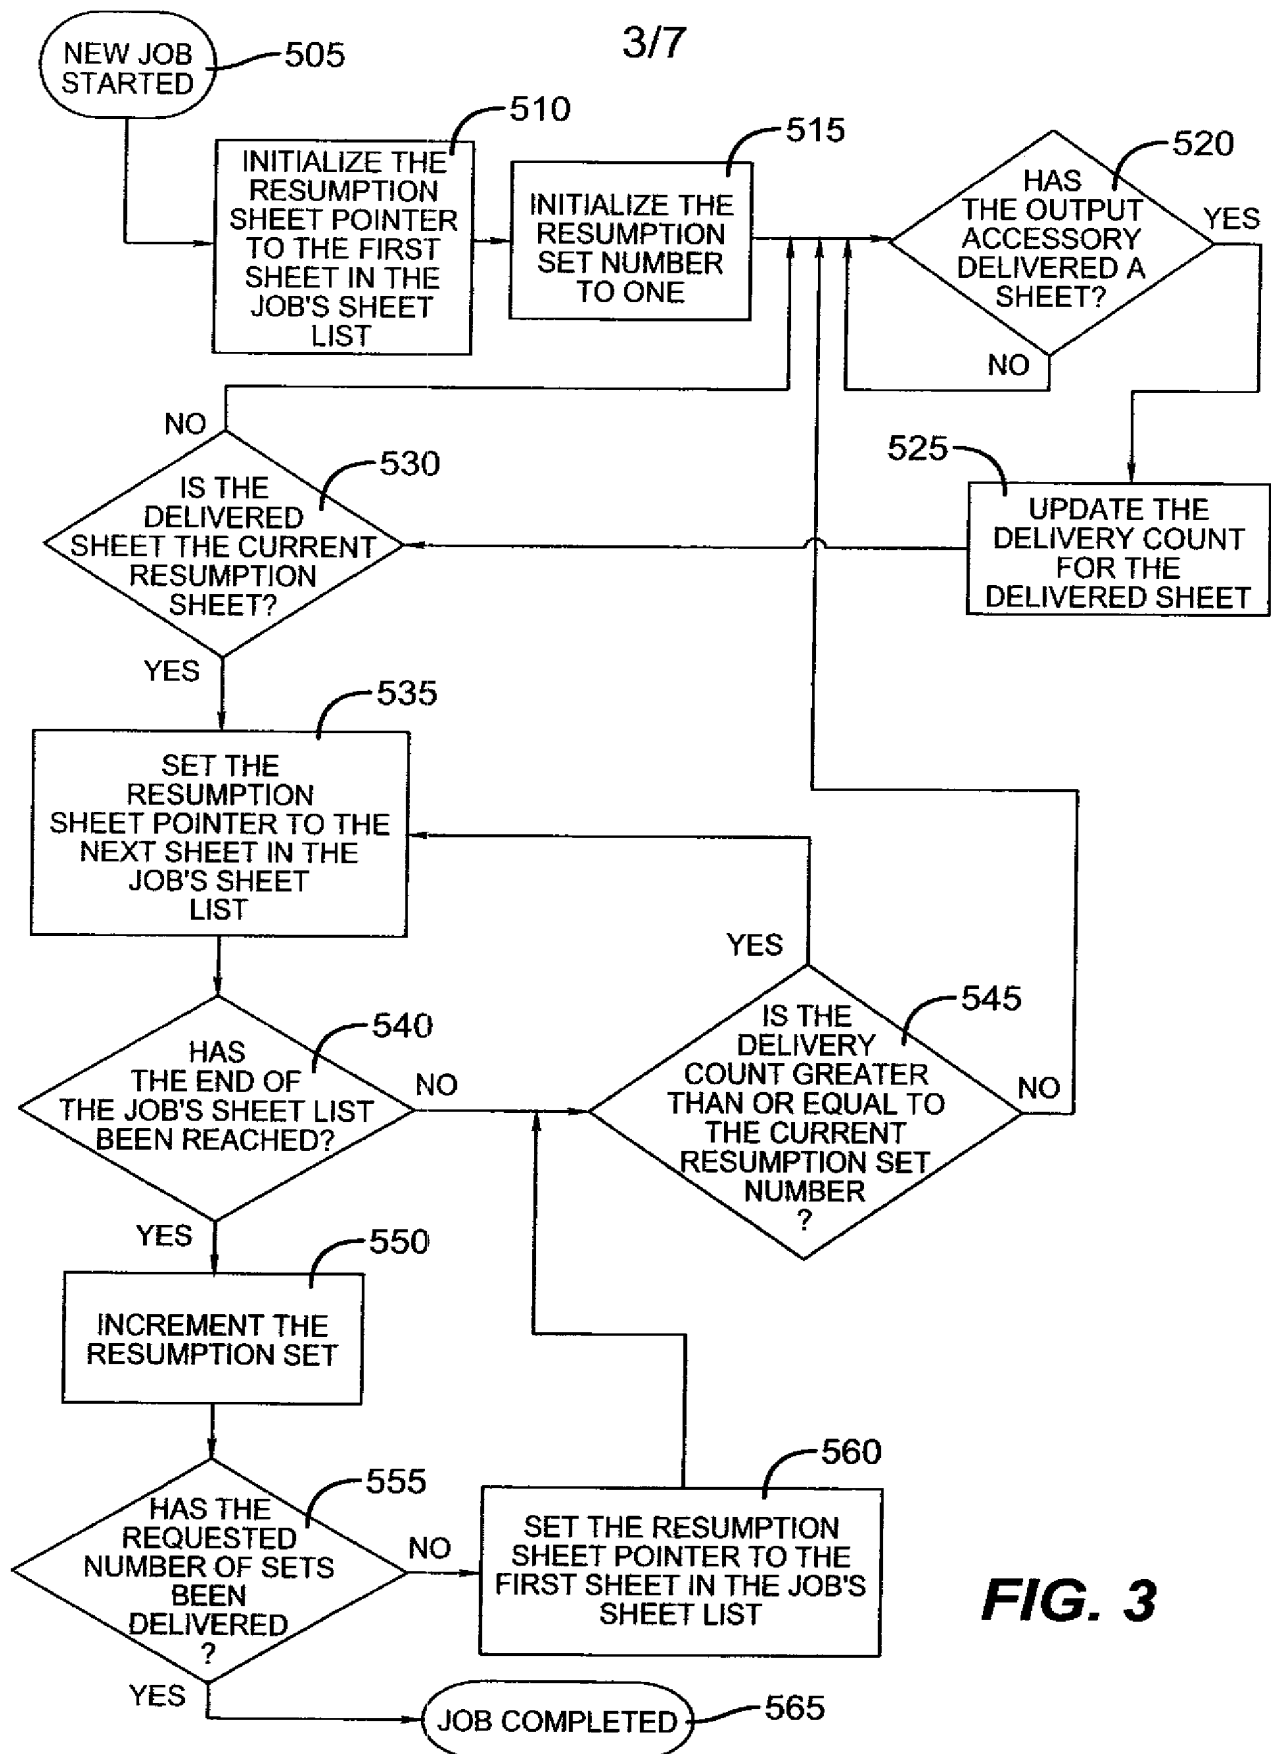 3/7
NEW JOB
STARTED
505
510
INITIALIZE THE
RESUMPTION
SHEET POINTER
TO THE FIRST
SHEET IN THE
JOB'S SHEET
LIST
515
INITIALIZE THE
RESUMPTION
SET NUMBER
TO ONE
520
HAS
THE OUTPUT
ACCESSORY
DELIVERED A
SHEET?
YES
NO
525
UPDATE THE
DELIVERY COUNT
FOR THE
DELIVERED SHEET
NO
530
IS THE
DELIVERED
SHEET THE CURRENT
RESUMPTION
SHEET?
YES
535
SET THE
RESUMPTION
SHEET POINTER TO THE
NEXT SHEET IN THE
JOB'S SHEET
LIST
540
HAS
THE END OF
THE JOB'S SHEET LIST
BEEN REACHED?
NO
YES
YES
545
IS THE
DELIVERY
COUNT GREATER
THAN OR EQUAL TO
THE CURRENT
RESUMPTION SET
NUMBER
?
NO
550
INCREMENT THE
RESUMPTION SET
555
HAS THE
REQUESTED
NUMBER OF SETS
BEEN
DELIVERED
?
NO
YES
560
SET THE RESUMPTION
SHEET POINTER TO THE
FIRST SHEET IN THE JOB'S
SHEET LIST
JOB COMPLETED
565
FIG. 3